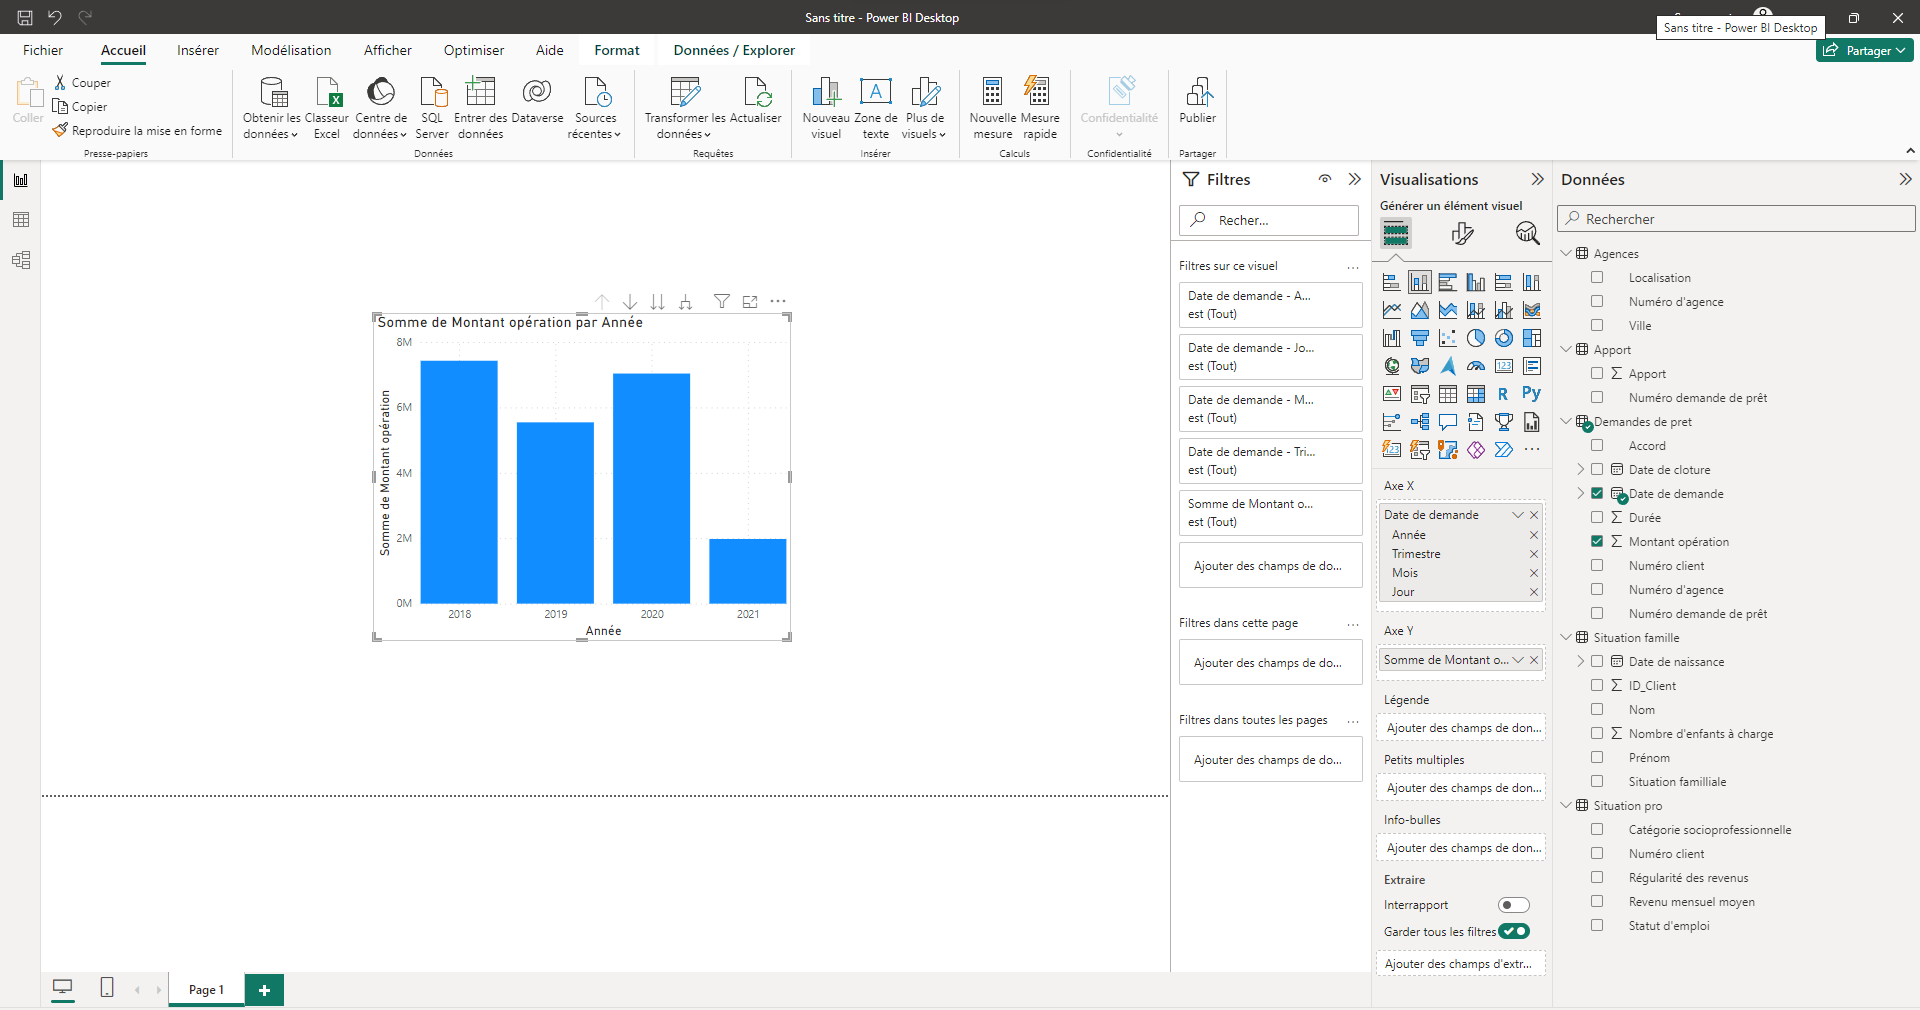 Sans titre - Power BI Desktop
Sans titre - Power BI Desktop
Fichier
Accueil
Insérer
Modélisation
Afficher
Optimiser
Aide
Format
Données / Explorer
Partager
Coller
Couper
Copier
Reproduire la mise en forme
Presse-papiers
Obtenir les données
Classeur Excel
Centre de données
SQL Server
Entrer des données
Dataverse
Sources récentes
Données
Transformer les données
Actualiser
Requêtes
Nouveau visuel
Zone de texte
Plus de visuels
Insérer
Nouvelle mesure
Mesure rapide
Calculs
Confidentialité
Confidentialité
Publier
Partager
Somme de Montant opération par Année
Somme de Montant opération
8M
6M
4M
2M
0M
2018
2019
2020
2021
Année
Filtres
Recher...
Filtres sur ce visuel
Date de demande - A...
est (Tout)
Date de demande - Jo...
est (Tout)
Date de demande - M...
est (Tout)
Date de demande - Tri...
est (Tout)
Somme de Montant o...
est (Tout)
Ajouter des champs de do...
Filtres dans cette page
Ajouter des champs de do...
Filtres dans toutes les pages
Ajouter des champs de do...
Visualisations
Générer un élément visuel
123
R
Py
123
Axe X
Date de demande
Année
Trimestre
Mois
Jour
Axe Y
Somme de Montant o...
Légende
Ajouter des champs de don...
Petits multiples
Ajouter des champs de don...
Info-bulles
Ajouter des champs de don...
Extraire
Interrapport
Garder tous les filtres
Ajouter des champs d'extr...
Données
Rechercher
Agences
Localisation
Numéro d'agence
Ville
Apport
Apport
Numéro demande de prêt
Demandes de pret
Accord
Date de cloture
Date de demande
Durée
Montant opération
Numéro client
Numéro d'agence
Numéro demande de prêt
Situation famille
Date de naissance
ID_Client
Nom
Nombre d'enfants à charge
Prénom
Situation familliale
Situation pro
Catégorie socioprofessionnelle
Numéro client
Régularité des revenus
Revenu mensuel moyen
Statut d'emploi
Page 1